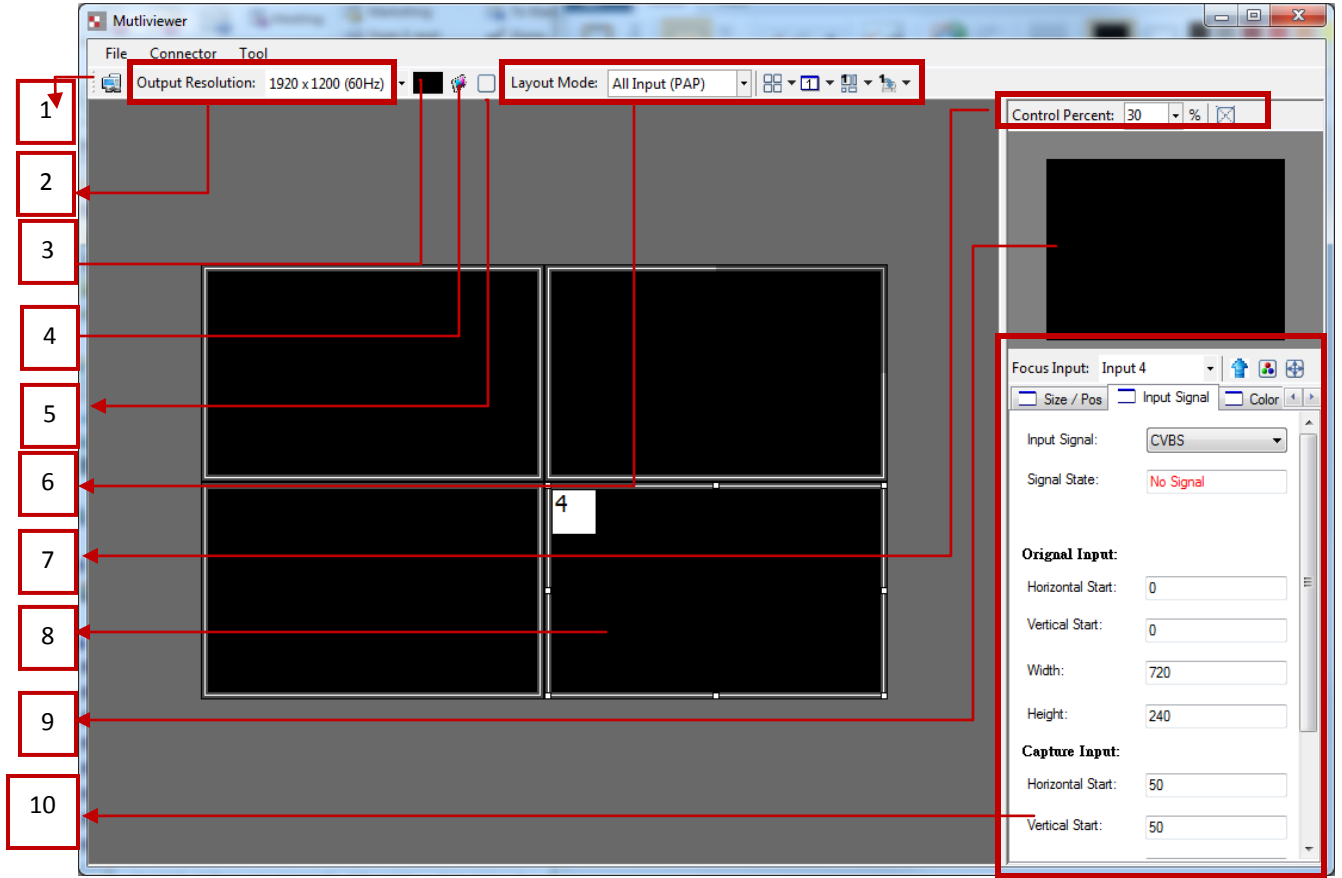 Mutliviewer
File Connector Tool
Output Resolution: 1920 x 1200 (60Hz) Layout Mode: All Input (PAP) 1 1 1
Control Percent: 30 %
1
2
3
4
5
6
7
8
9
10
4
Focus Input: Input 4
Size / Pos Input Signal Color
Input Signal: CVBS
Signal State: No Signal
Orignal Input:
Horizontal Start: 0
Vertical Start: 0
Width: 720
Height: 240
Capture Input:
Horizontal Start: 50
Vertical Start: 50